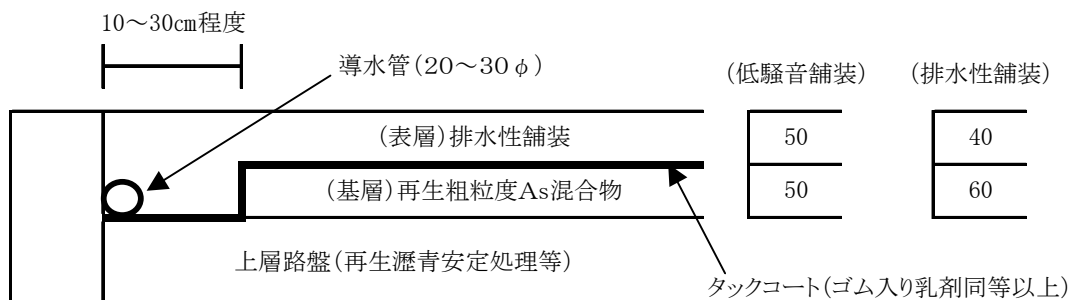 10～30㎝程度
導水管(20～30φ)
(低騒音舗装)
(排水性舗装)
(表層)排水性舗装
50
40
(基層)再生粗粒度As混合物
50
60
上層路盤(再生瀝青安定処理等)
タックコート(ゴム入り乳剤同等以上)